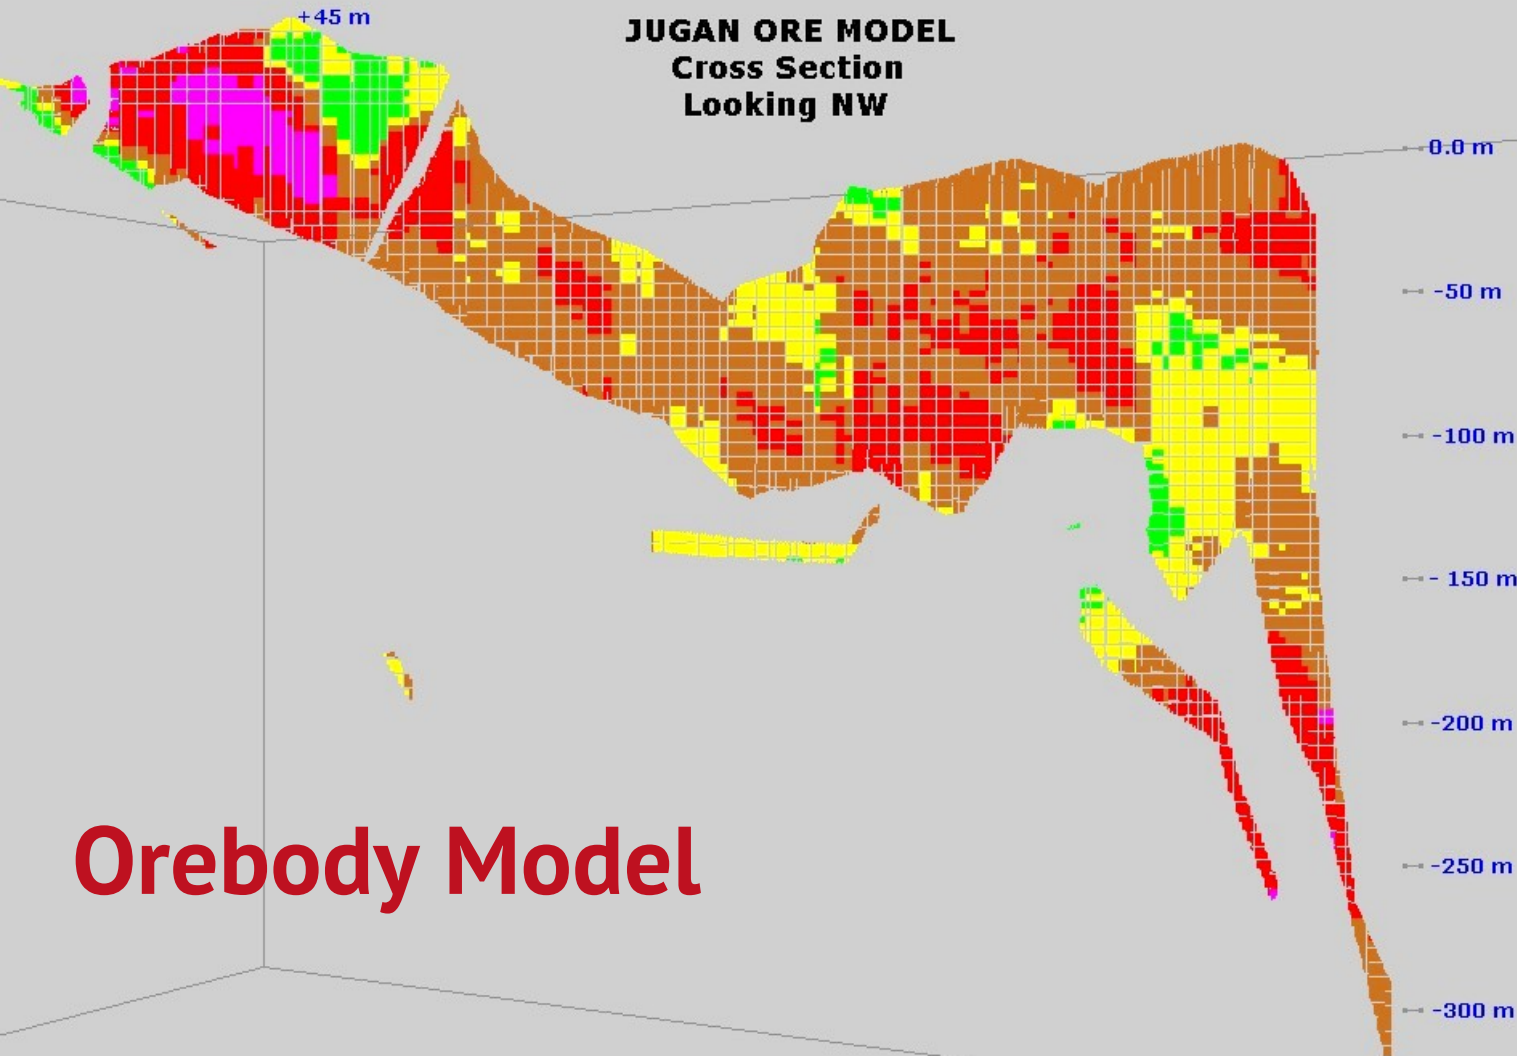 +45 m
JUGAN ORE MODEL
Cross Section
Looking NW
0.0 m
-50 m
-100 m
- 150 m
-200 m
-250 m
-300 m
Orebody Model